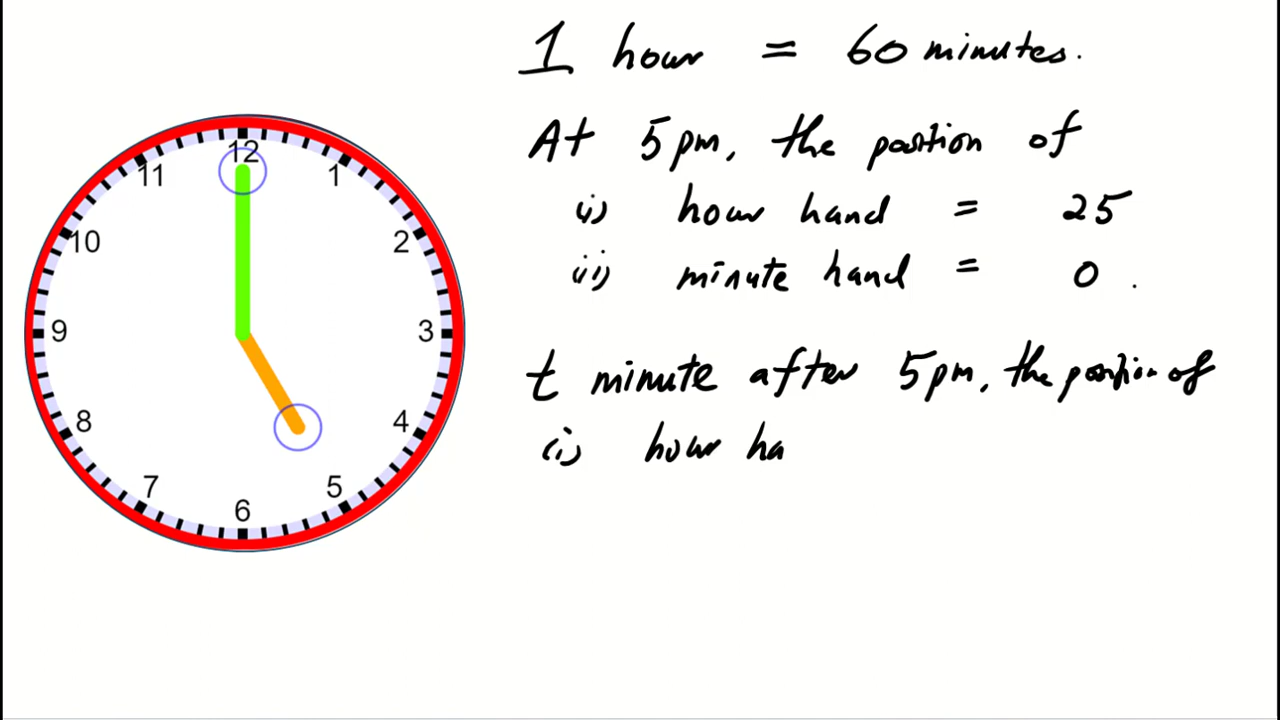 1 hour = 60 minutes.
At 5pm, the position of
i) hour hand = 25
ii) minute hand = 0.
t minute after 5pm, the position of
(i) hour ha
12
1
2
3
4
5
6
7
8
9
10
11